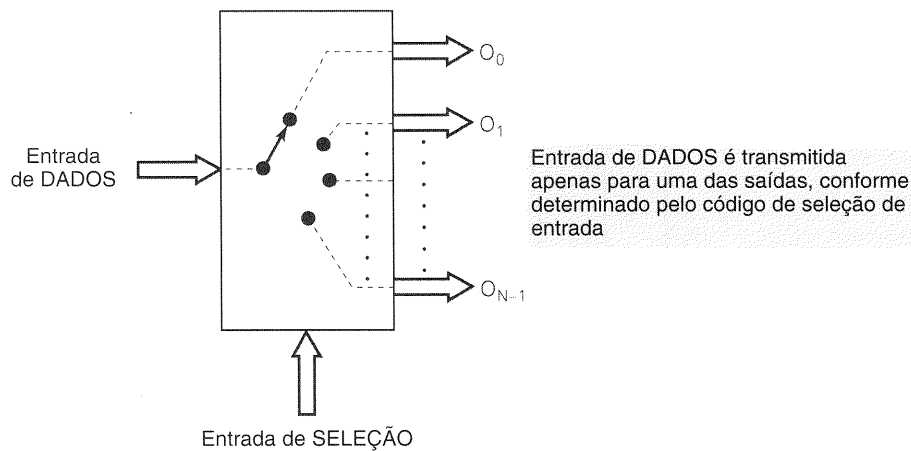 O₀
O₁
Entrada
de DADOS
Entrada de DADOS é transmitida
apenas para uma das saídas, conforme
determinado pelo código de seleção de
entrada
O_N−1
Entrada de SELEÇÃO